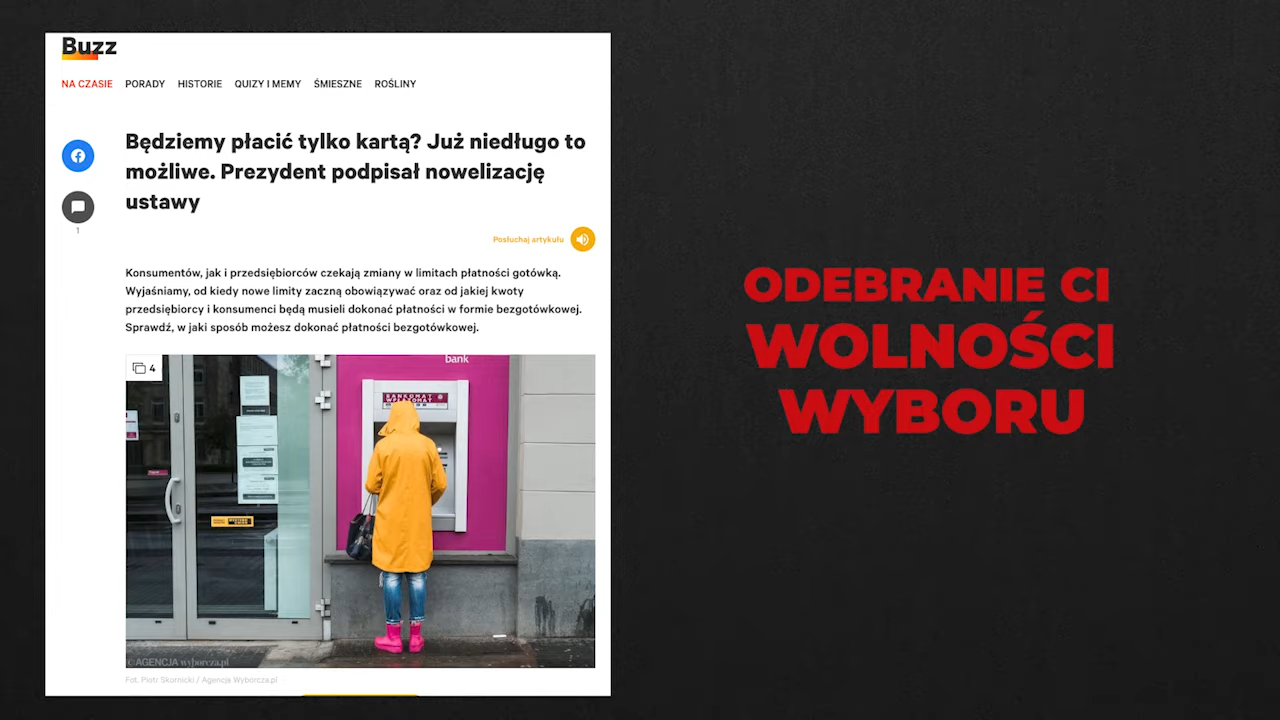 Buzz
NA CZASIE PORADY HISTORIE QUIZY I MEMY ŚMIESZNE ROŚLINY
Będziemy płacić tylko kartą? Już niedługo to
możliwe. Prezydent podpisał nowelizację
ustawy
1
Posłuchaj artykułu
Konsumentów, jak i przedsiębiorców czekają zmiany w limitach płatności gotówką.
Wyjaśniamy, od kiedy nowe limity zaczną obowiązywać oraz od jakiej kwoty
przedsiębiorcy i konsumenci będą musieli dokonać płatności w formie bezgotówkowej.
Sprawdź, w jaki sposób możesz dokonać płatności bezgotówkowej.
4
bank
BANKOMAT
WPŁATOMAT
© AGENCJA wyborcza.pl
Fot. Piotr Skornicki / Agencja Wyborcza.pl
ODEBRANIE CI
WOLNOŚCI
WYBORU